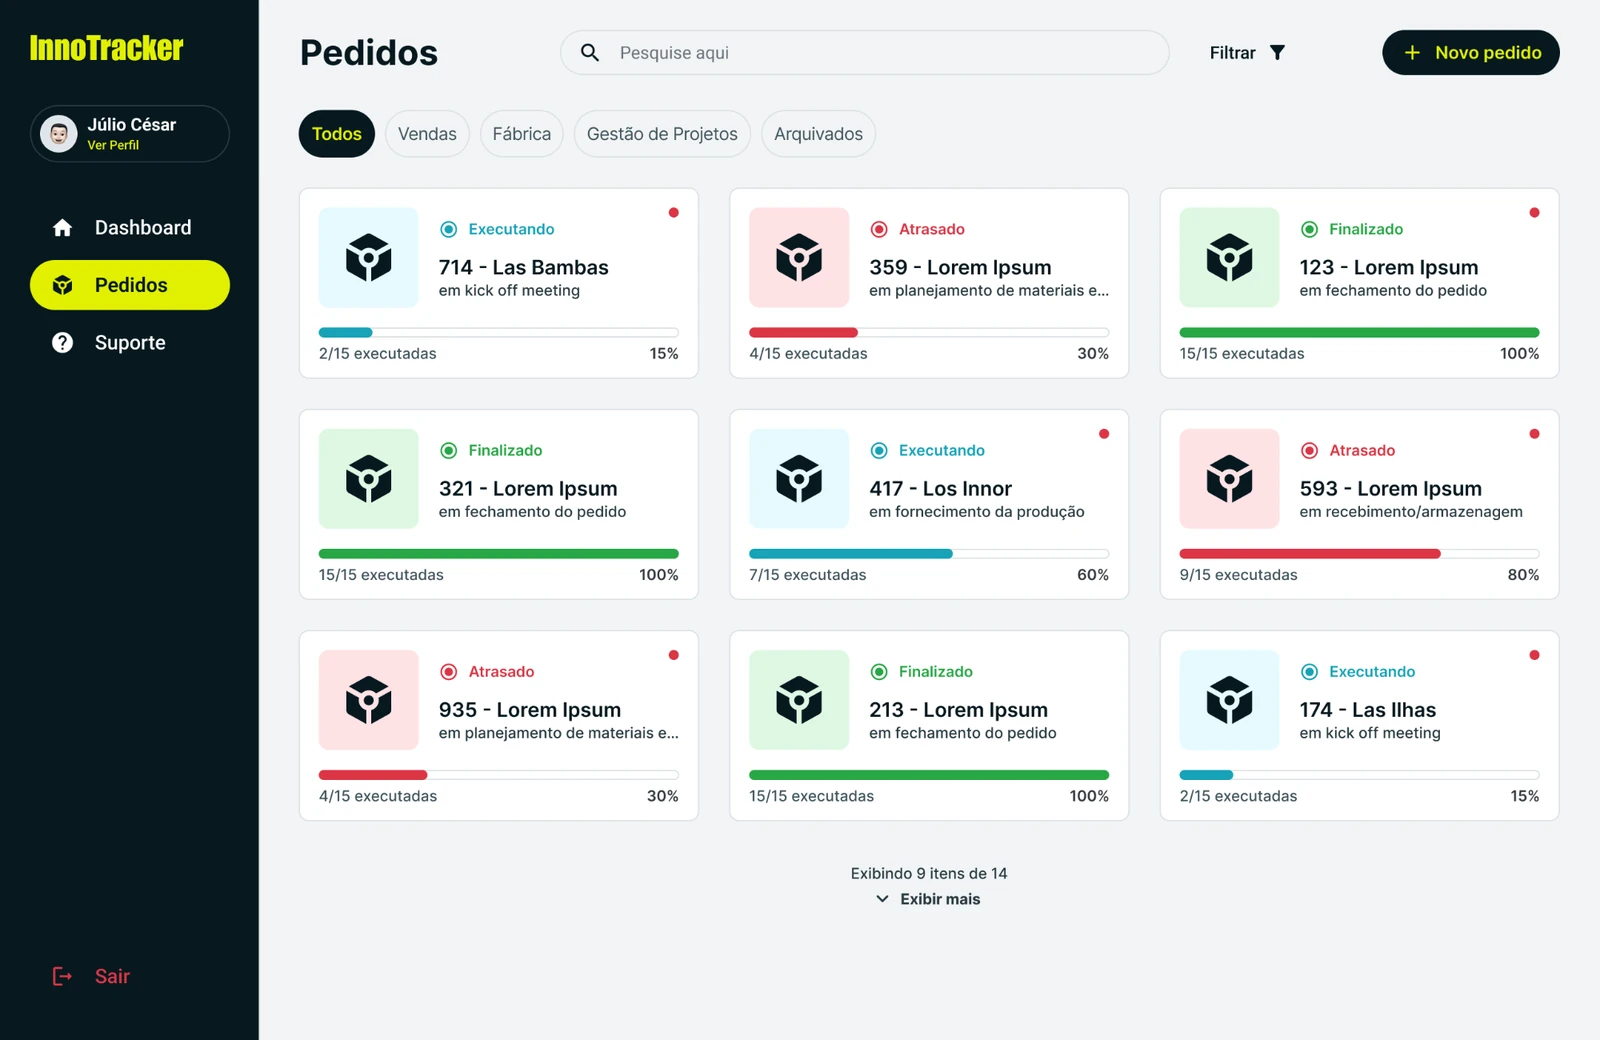 InnoTracker
Júlio César
Ver Perfil
Dashboard
Pedidos
Suporte
Sair
Pedidos
Pesquise aqui
Filtrar
+ Novo pedido
Todos
Vendas
Fábrica
Gestão de Projetos
Arquivados
Executando
714 - Las Bambas
em kick off meeting
2/15 executadas
15%
Atrasado
359 - Lorem Ipsum
em planejamento de materiais e...
4/15 executadas
30%
Finalizado
123 - Lorem Ipsum
em fechamento do pedido
15/15 executadas
100%
Finalizado
321 - Lorem Ipsum
em fechamento do pedido
15/15 executadas
100%
Executando
417 - Los Innor
em fornecimento da produção
7/15 executadas
60%
Atrasado
593 - Lorem Ipsum
em recebimento/armazenagem
9/15 executadas
80%
Atrasado
935 - Lorem Ipsum
em planejamento de materiais e...
4/15 executadas
30%
Finalizado
213 - Lorem Ipsum
em fechamento do pedido
15/15 executadas
100%
Executando
174 - Las Ilhas
em kick off meeting
2/15 executadas
15%
Exibindo 9 itens de 14
Exibir mais